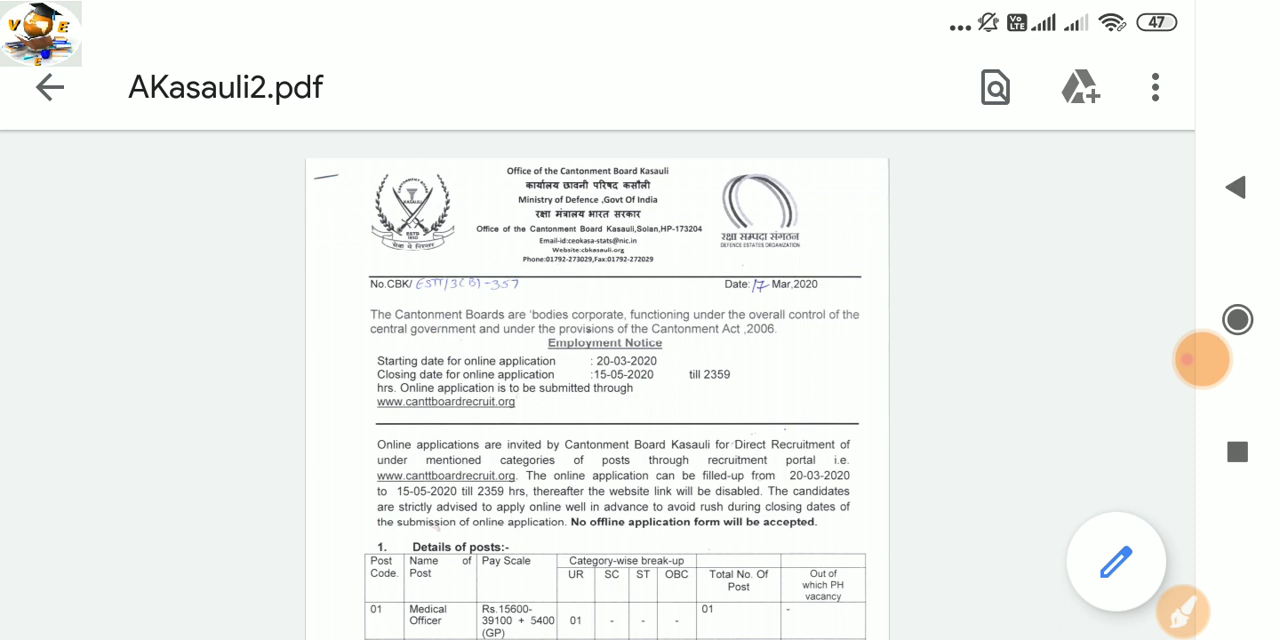 V E
E
Vo LTE
47
AKasauli2.pdf
Office of the Cantonment Board Kasauli
कार्यालय छावनी परिषद कसौली
Ministry of Defence ,Govt Of India
रक्षा मंत्रालय भारत सरकार
Office of the Cantonment Board Kasauli,Solan,HP-173204
Email-id:ceokasa-stats@nic.in
Website:cbkasauli.org
Phone:01792-273029,Fax:01792-272029
KASAULI
ESTD
रक्षा सम्पदा संगठन
DEFENCE ESTATES ORGANIZATION
No.CBK/ ESTT/3(B)-357 Date: 17 Mar,2020
The Cantonment Boards are 'bodies corporate, functioning under the overall control of the
central government and under the provisions of the Cantonment Act ,2006.
Employment Notice
Starting date for online application : 20-03-2020
Closing date for online application :15-05-2020 till 2359
hrs. Online application is to be submitted through
www.canttboardrecruit.org
Online applications are invited by Cantonment Board Kasauli for Direct Recruitment of
under mentioned categories of posts through recruitment portal i.e.
www.canttboardrecruit.org. The online application can be filled-up from 20-03-2020
to 15-05-2020 till 2359 hrs, thereafter the website link will be disabled. The candidates
are strictly advised to apply online well in advance to avoid rush during closing dates of
the submission of online application. No offline application form will be accepted.
1. Details of posts:-
Post Code. Name of Post Pay Scale Category-wise break-up
UR SC ST OBC Total No. Of Post Out of which PH vacancy
01 Medical Officer Rs.15600-39100 + 5400 (GP) 01 - - - 01 -